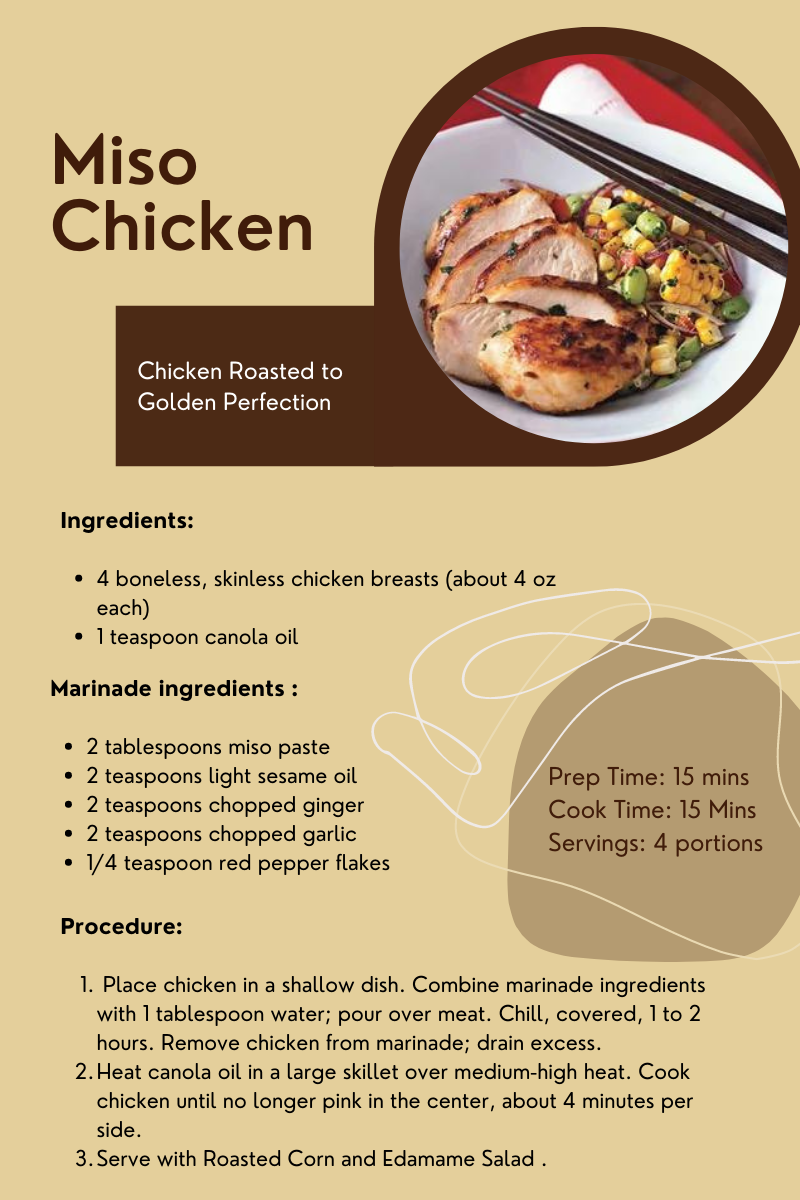 Miso
Chicken
Chicken Roasted to
Golden Perfection
Ingredients:
• 4 boneless, skinless chicken breasts (about 4 oz
each)
• 1 teaspoon canola oil
Marinade ingredients :
• 2 tablespoons miso paste
• 2 teaspoons light sesame oil
• 2 teaspoons chopped ginger
• 2 teaspoons chopped garlic
• 1/4 teaspoon red pepper flakes
Prep Time: 15 mins
Cook Time: 15 Mins
Servings: 4 portions
Procedure:
1. Place chicken in a shallow dish. Combine marinade ingredients
with 1 tablespoon water; pour over meat. Chill, covered, 1 to 2
hours. Remove chicken from marinade; drain excess.
2. Heat canola oil in a large skillet over medium-high heat. Cook
chicken until no longer pink in the center, about 4 minutes per
side.
3. Serve with Roasted Corn and Edamame Salad .